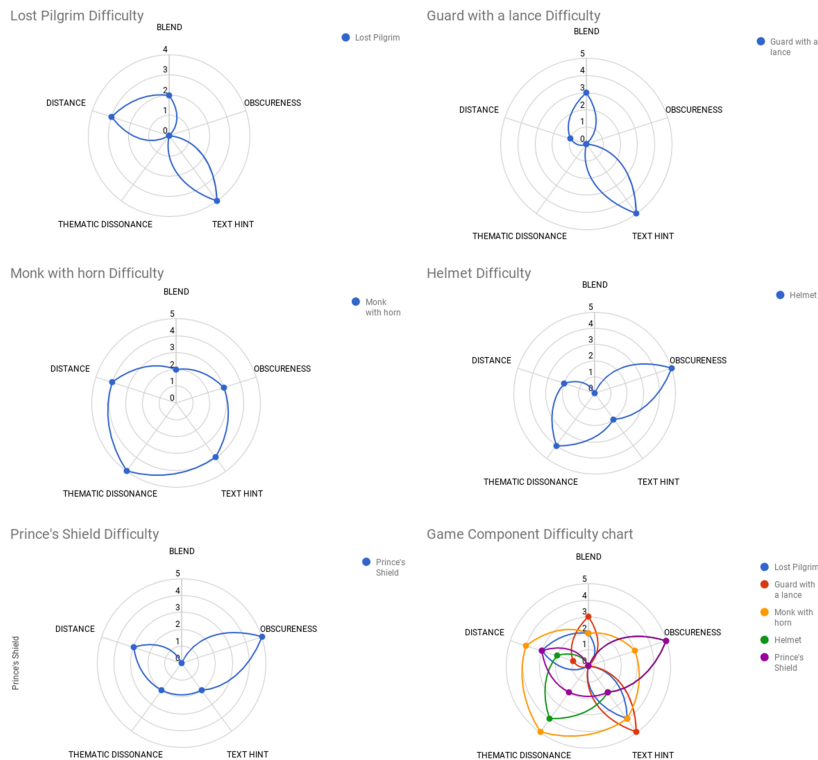 Lost Pilgrim Difficulty
BLEND
Lost Pilgrim
4
3
2
1
0
DISTANCE
OBSCURENESS
THEMATIC DISSONANCE
TEXT HINT
Guard with a lance Difficulty
BLEND
Guard with a
lance
5
4
3
2
1
0
DISTANCE
OBSCURENESS
THEMATIC DISSONANCE
TEXT HINT
Monk with horn Difficulty
BLEND
Monk
with horn
5
4
3
2
1
0
DISTANCE
OBSCURENESS
THEMATIC DISSONANCE
TEXT HINT
Helmet Difficulty
BLEND
Helmet
5
4
3
2
1
0
DISTANCE
OBSCURENESS
THEMATIC DISSONANCE
TEXT HINT
Prince's Shield Difficulty
BLEND
Prince's
Shield
5
4
3
2
1
0
DISTANCE
OBSCURENESS
Prince's Shield
THEMATIC DISSONANCE
TEXT HINT
Game Component Difficulty chart
BLEND
Lost Pilgrim
Guard with
a lance
Monk with
horn
Helmet
Prince's
Shield
5
4
3
2
1
0
DISTANCE
OBSCURENESS
THEMATIC DISSONANCE
TEXT HINT